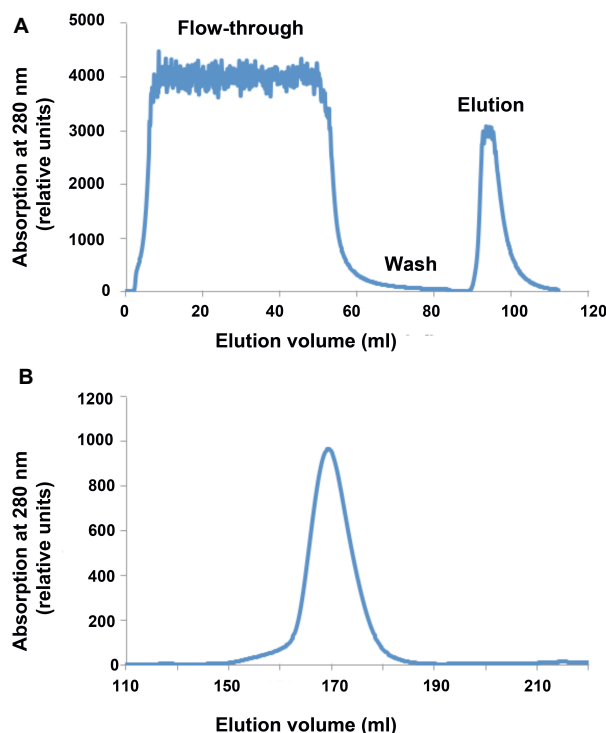 A
Absorption at 280 nm
(relative units)
5000
4000
3000
2000
1000
0
Flow-through
Elution
Wash
0 20 40 60 80 100 120
Elution volume (ml)
B
Absorption at 280 nm
(relative units)
1200
1000
800
600
400
200
0
110 150 170 190 210
Elution volume (ml)